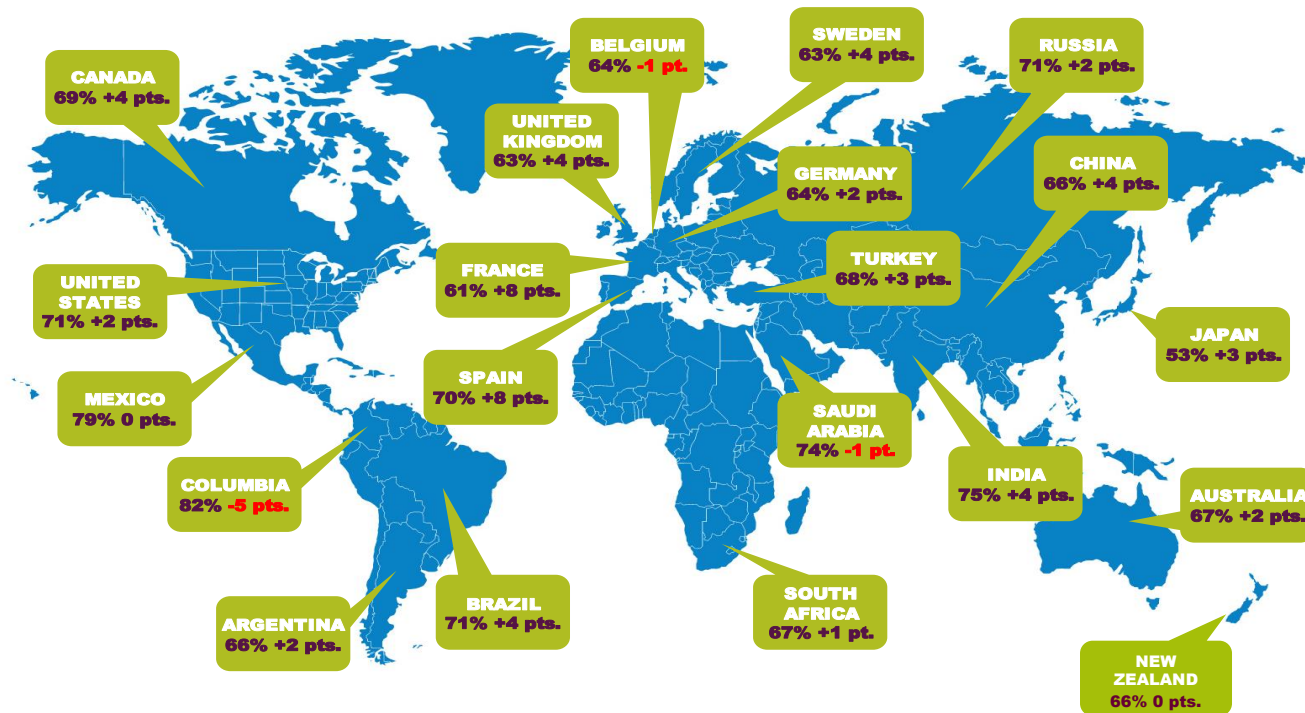 CANADA
69% +4 pts.
BELGIUM
64% -1 pt.
SWEDEN
63% +4 pts.
RUSSIA
71% +2 pts.
UNITED
KINGDOM
63% +4 pts.
GERMANY
64% +2 pts.
CHINA
66% +4 pts.
UNITED
STATES
71% +2 pts.
FRANCE
61% +8 pts.
TURKEY
68% +3 pts.
JAPAN
53% +3 pts.
MEXICO
79% 0 pts.
SPAIN
70% +8 pts.
SAUDI
ARABIA
74% -1 pt.
COLUMBIA
82% -5 pts.
INDIA
75% +4 pts.
AUSTRALIA
67% +2 pts.
ARGENTINA
66% +2 pts.
BRAZIL
71% +4 pts.
SOUTH
AFRICA
67% +1 pt.
NEW
ZEALAND
66% 0 pts.